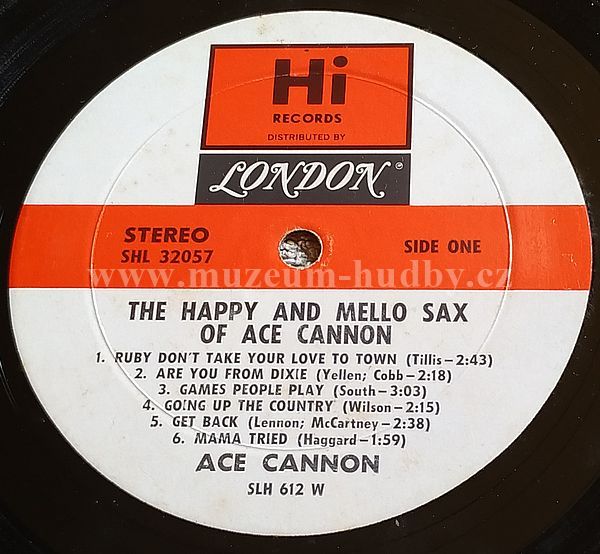 Hi
RECORDS
DISTRIBUTED BY
LONDON®
STEREO
SHL 32057
SIDE ONE
www.muzeum-hudby.cz
THE HAPPY AND MELLO SAX
OF ACE CANNON
1. RUBY DON'T TAKE YOUR LOVE TO TOWN (Tillis—2:43)
2. ARE YOU FROM DIXIE (Yellen; Cobb—2:18)
3. GAMES PEOPLE PLAY (South—3:03)
4. GOING UP THE COUNTRY (Wilson—2:15)
5. GET BACK (Lennon; McCartney—2:38)
6. MAMA TRIED (Haggard—1:59)
ACE CANNON
SLH 612 W